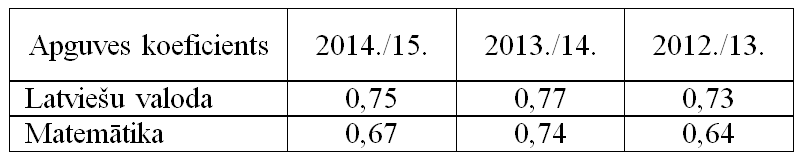 Apguves koeficients 2014./15. 2013./14. 2012./13.
Latviešu valoda 0,75 0,77 0,73
Matemātika 0,67 0,74 0,64